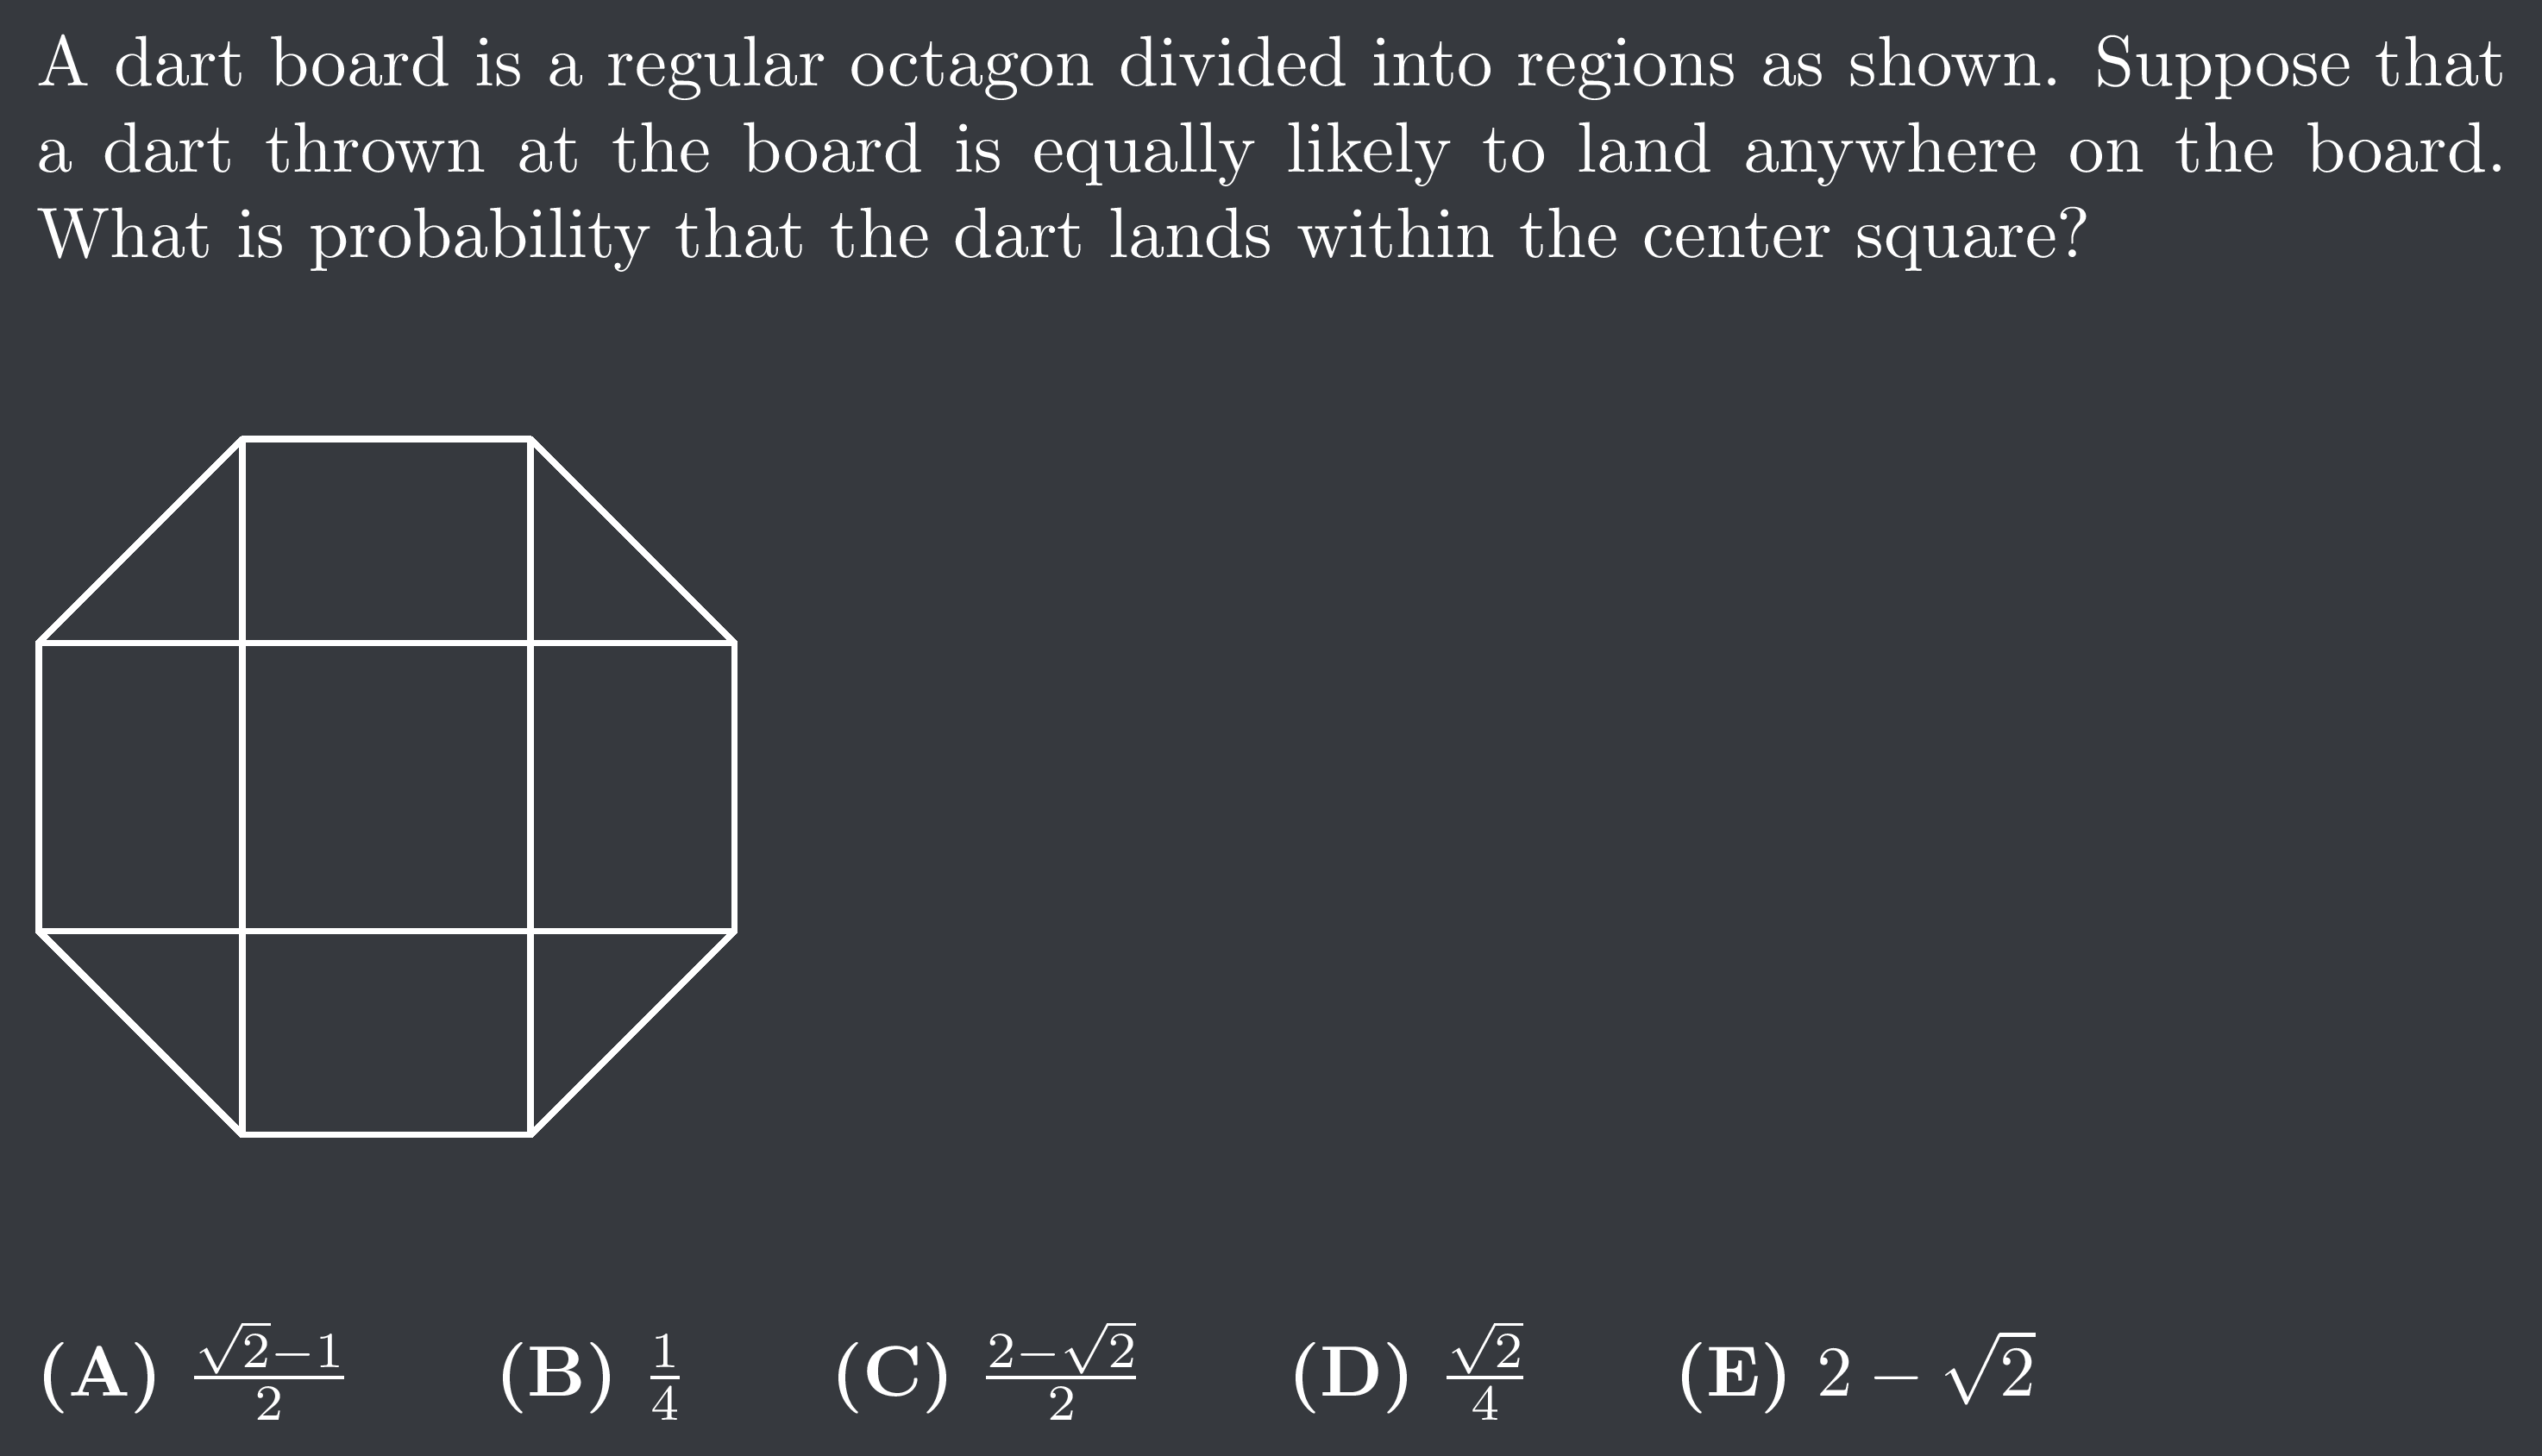 A dart board is a regular octagon divided into regions as shown. Suppose that
a dart thrown at the board is equally likely to land anywhere on the board.
What is probability that the dart lands within the center square?
(A) $\frac{\sqrt{2}-1}{2}$ (B) $\frac{1}{4}$ (C) $\frac{2-\sqrt{2}}{2}$ (D) $\frac{\sqrt{2}}{4}$ (E) $2-\sqrt{2}$